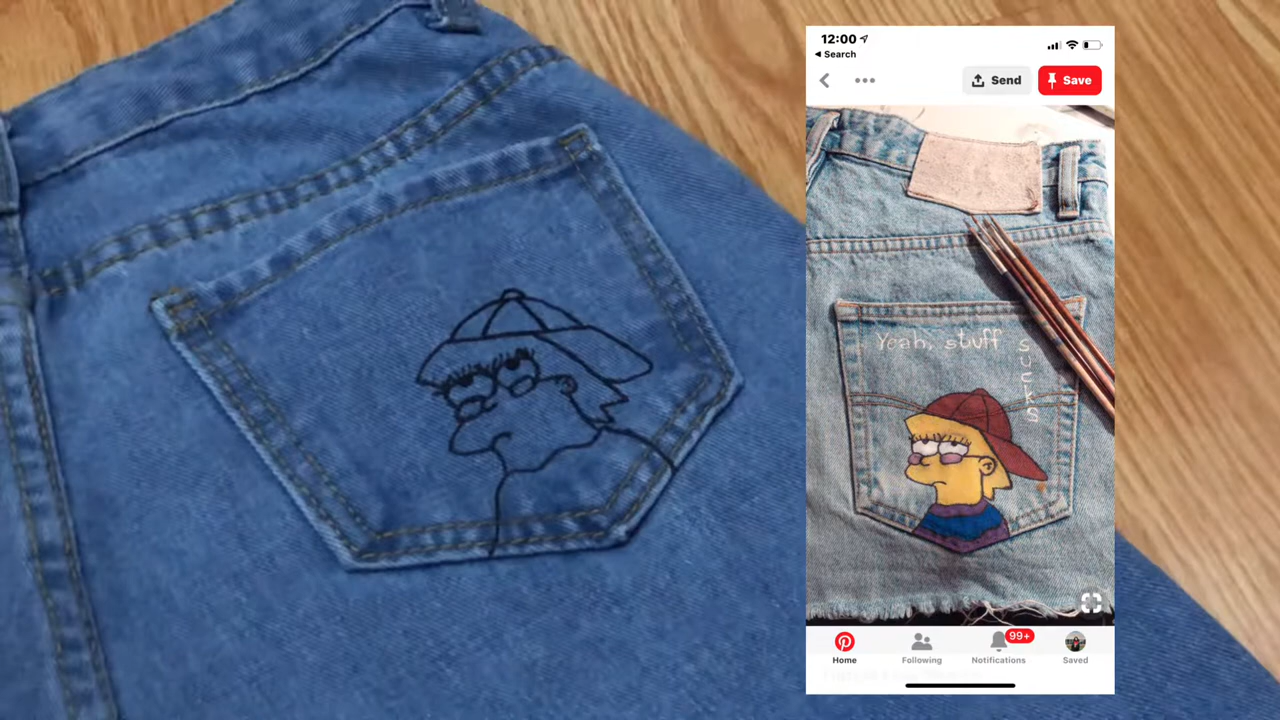 12:00
Search
Send
Save
Yeah, stuff
SUCKS
99+
Home
Following
Notifications
Saved